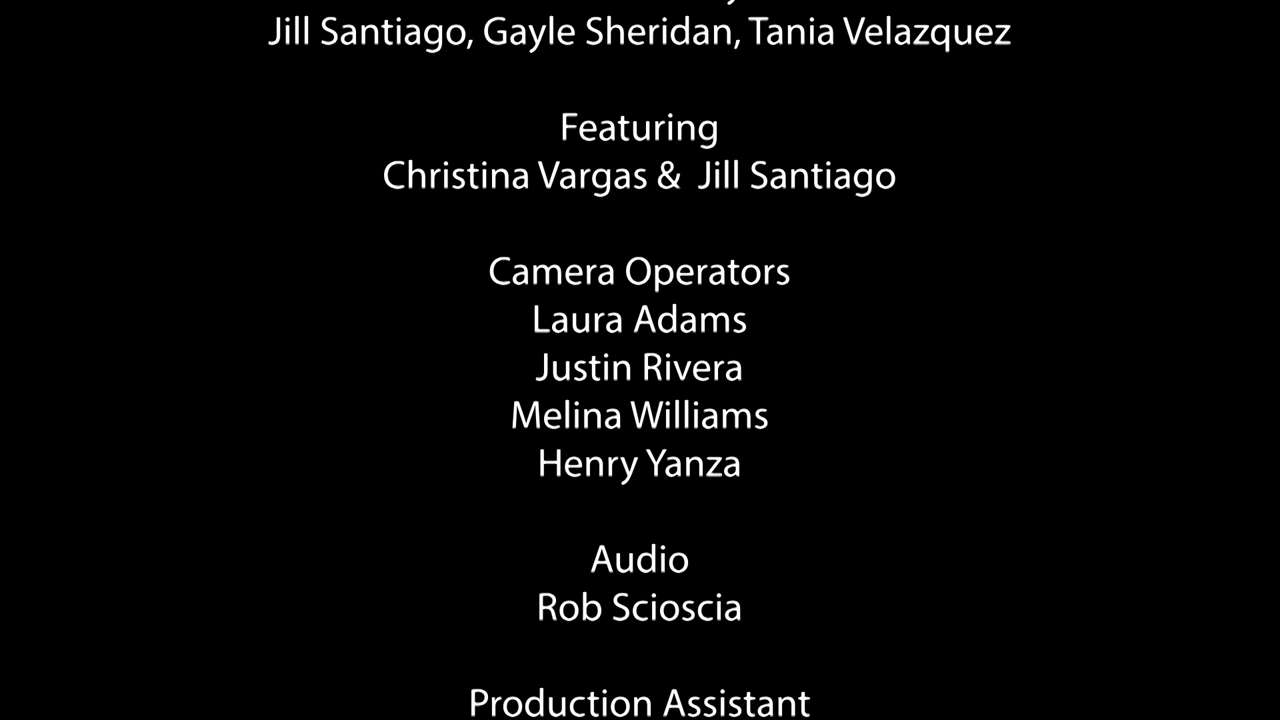 Jill Santiago, Gayle Sheridan, Tania Velazquez
Featuring
Christina Vargas &  Jill Santiago
Camera Operators
Laura Adams
Justin Rivera
Melina Williams
Henry Yanza
Audio
Rob Scioscia
Production Assistant